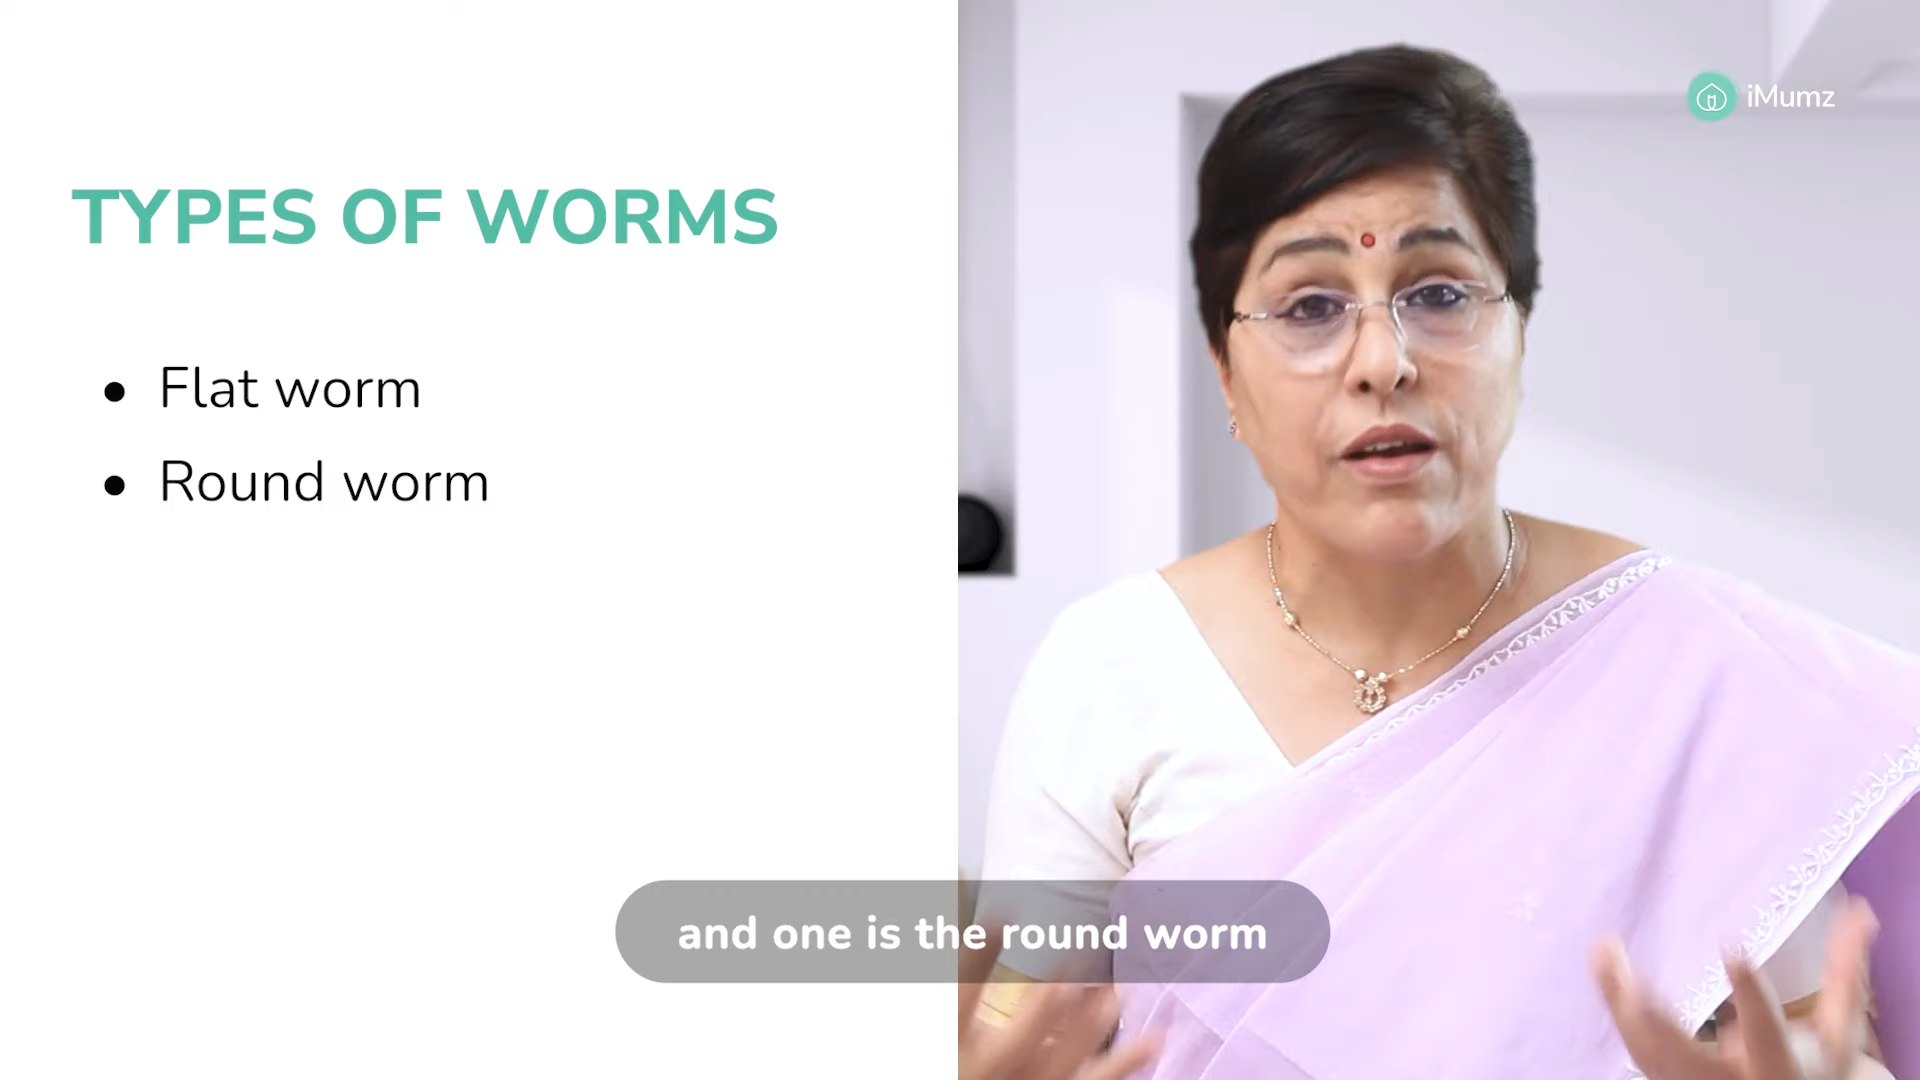 iMumz
TYPES OF WORMS
• Flat worm
• Round worm
and one is the round worm